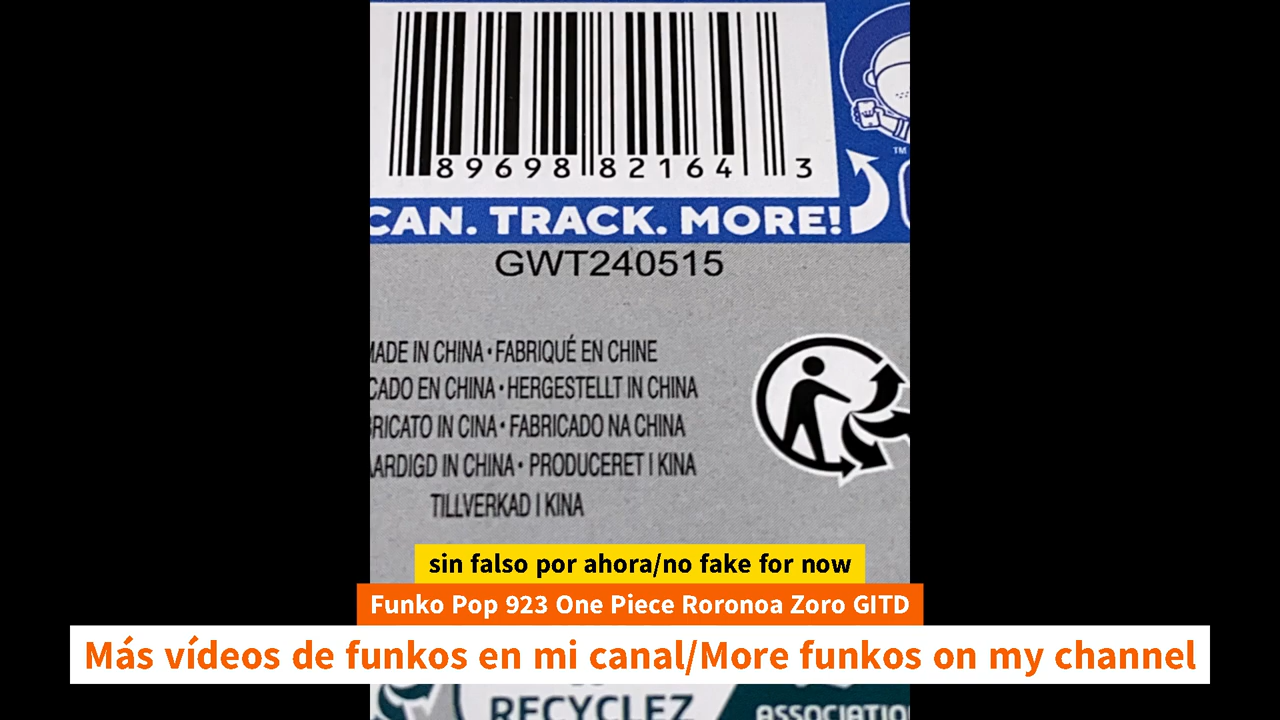 89698 82164 3
CAN. TRACK. MORE!
TM
GWT240515
MADE IN CHINA • FABRIQUÉ EN CHINE
CADO EN CHINA • HERGESTELLT IN CHINA
BRICATO IN CINA • FABRICADO NA CHINA
AARDIGD IN CHINA • PRODUCERET I KINA
TILLVERKAD I KINA
sin falso por ahora/no fake for now
Funko Pop 923 One Piece Roronoa Zoro GITD
Más vídeos de funkos en mi canal/More funkos on my channel
RECYCLEZ
ASSOCIATIO